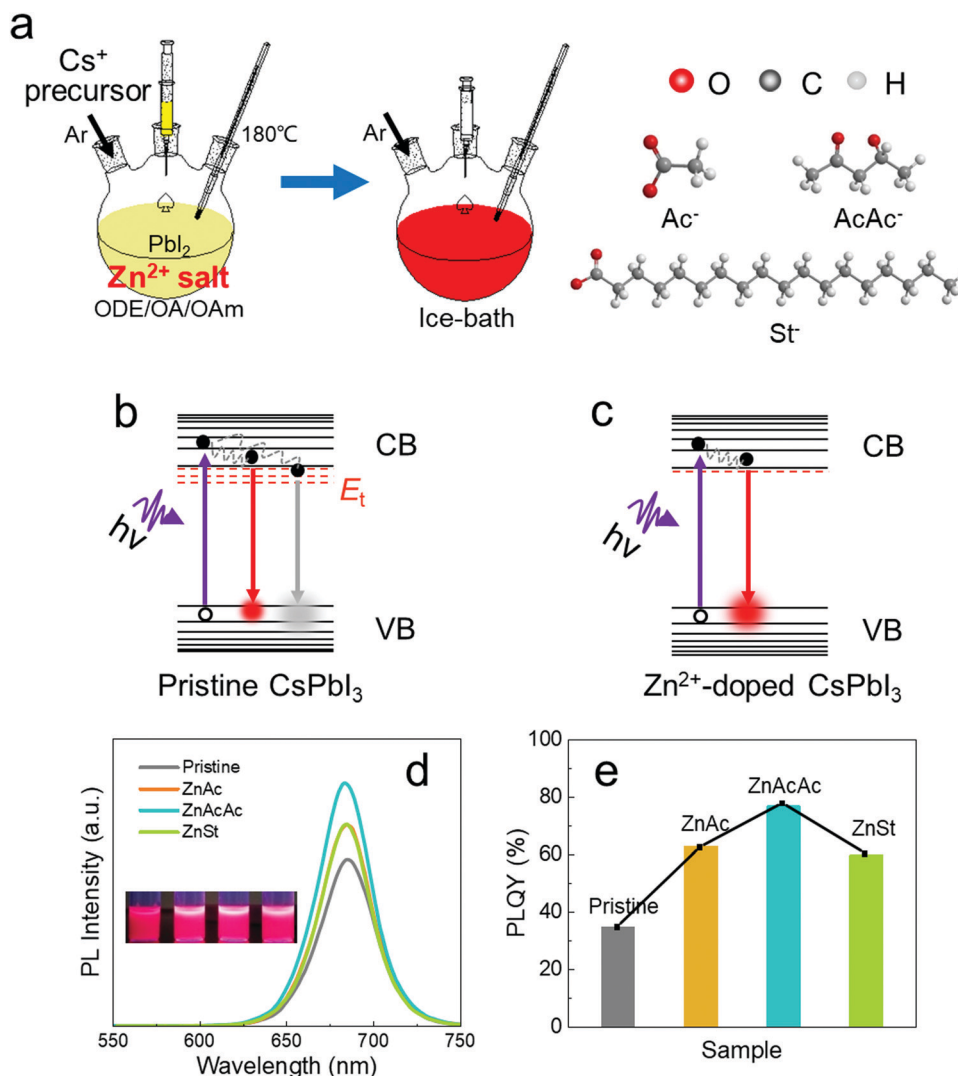 a
Cs⁺
precursor
Ar
180℃
PbI₂
Zn²⁺ salt
ODE/OA/OAm
Ar
Ice-bath
O
C
H
Ac⁻
AcAc⁻
St⁻
b
CB
Eₜ
hv
VB
Pristine CsPbI₃
c
CB
hv
VB
Zn²⁺-doped CsPbI₃
d
Pristine
ZnAc
ZnAcAc
ZnSt
PL Intensity (a.u.)
550
600
650
700
750
Wavelength (nm)
e
100
80
60
40
20
0
PLQY (%)
Pristine
ZnAc
ZnAcAc
ZnSt
Sample